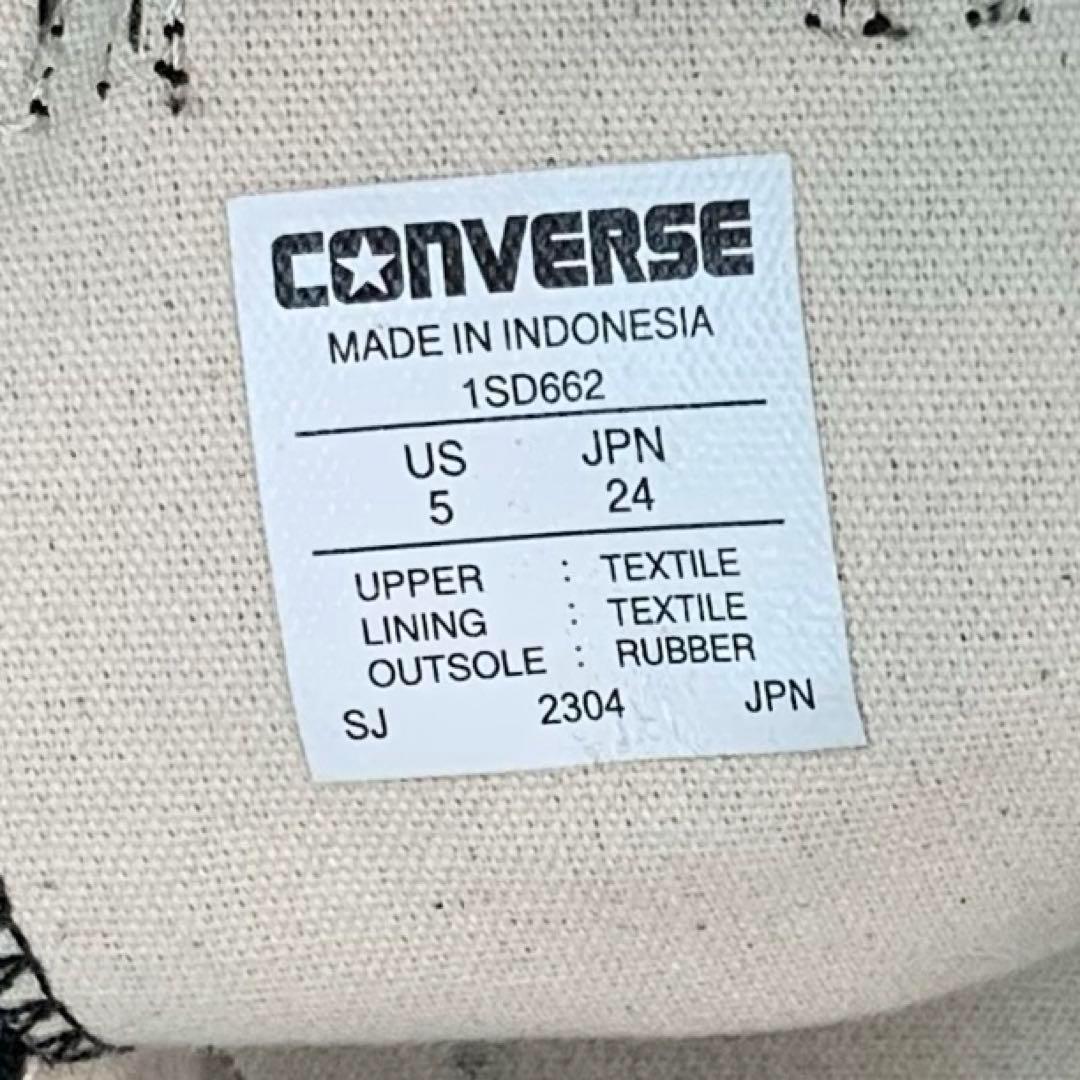 CONVERSE
MADE IN INDONESIA
1SD662
US JPN
5 24
UPPER : TEXTILE
LINING : TEXTILE
OUTSOLE : RUBBER
SJ 2304 JPN